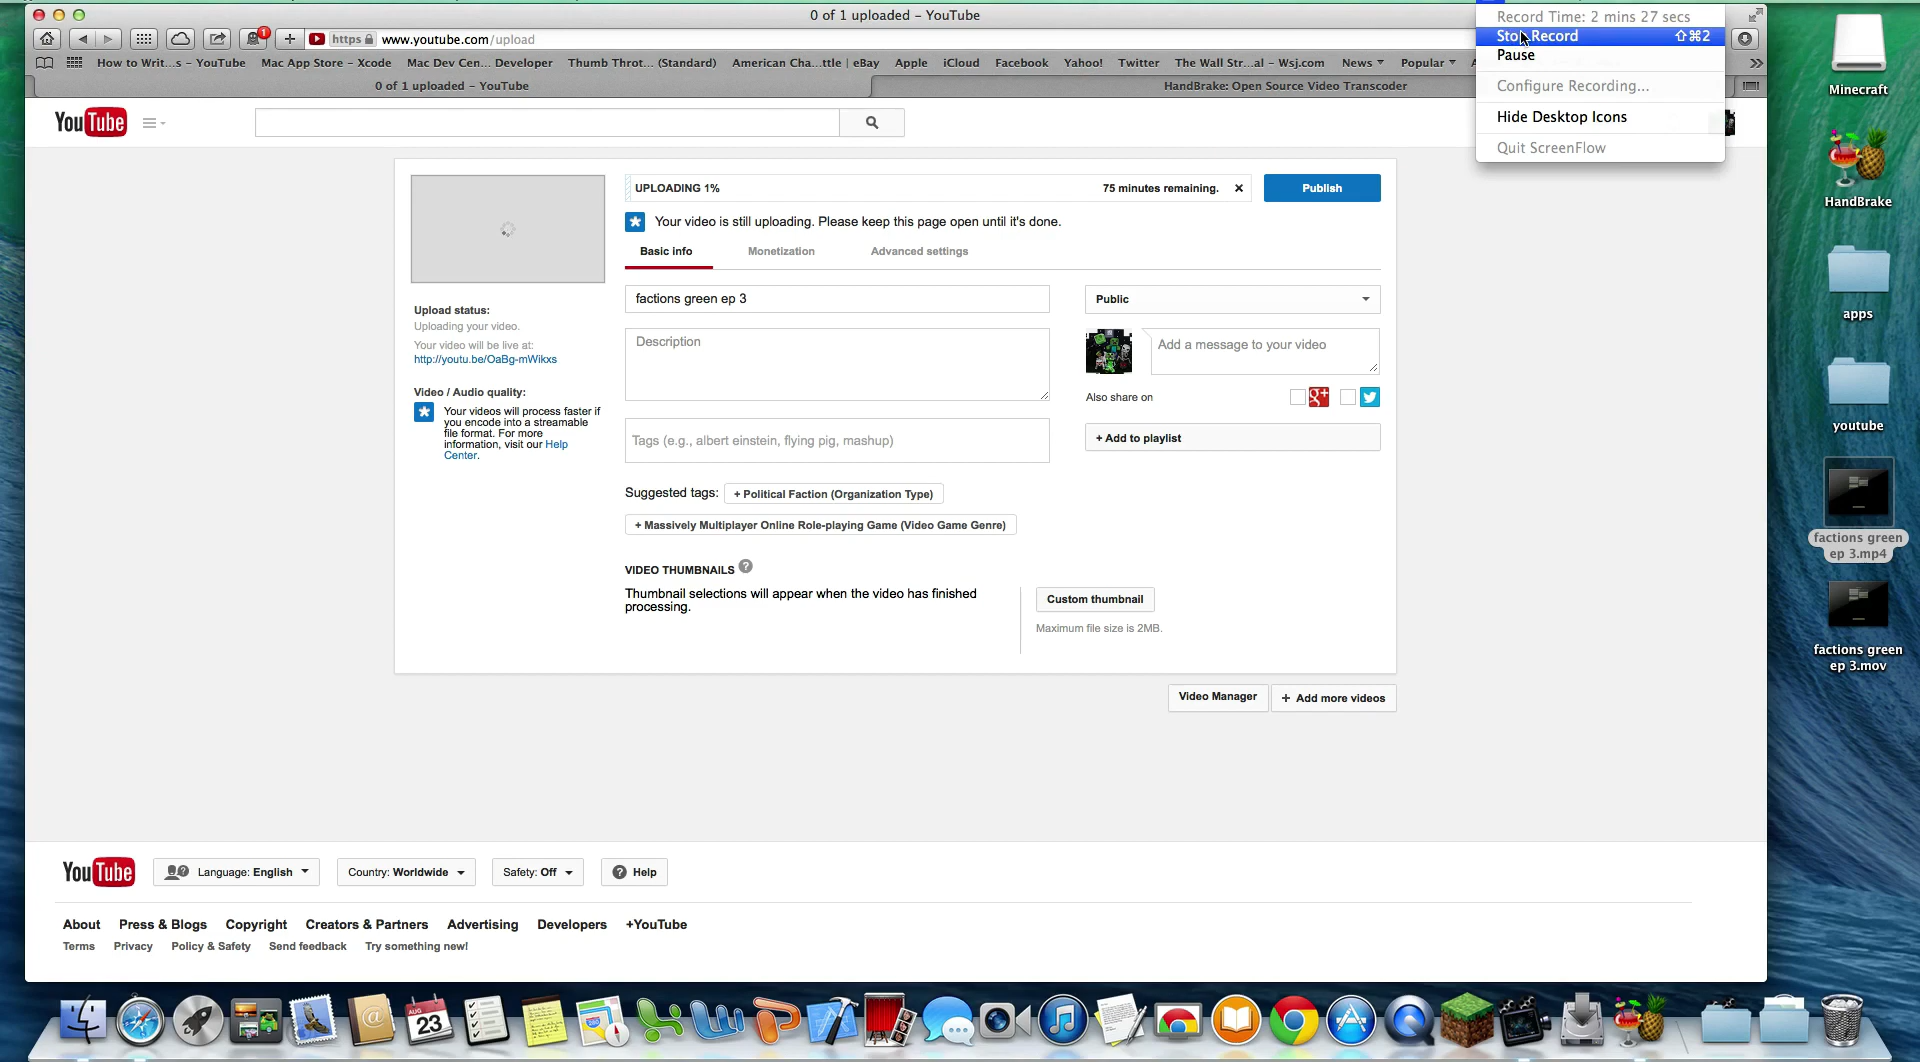 0 of 1 uploaded – YouTube
Record Time: 2 mins 27 secs
Record ⇧⌘2
Pause
Configure Recording...
Hide Desktop Icons
Quit ScreenFlow
1
https www.youtube.com/upload
How to Writ...s – YouTube Mac App Store – Xcode Mac Dev Cen... Developer Thumb Throt... (Standard) American Cha...ttle | eBay Apple iCloud Facebook Yahoo! Twitter The Wall Str...al – Wsj.com News Popular
0 of 1 uploaded – YouTube
HandBrake: Open Source Video Transcoder
YouTube
UPLOADING 1% 75 minutes remaining.
Publish
Your video is still uploading. Please keep this page open until it's done.
Basic info Monetization Advanced settings
factions green ep 3
Public
Description
Add a message to your video
Upload status:
Uploading your video.
Your video will be live at:
http://youtu.be/OaBg-mWikxs
Video / Audio quality:
Your videos will process faster if
you encode into a streamable
file format. For more
information, visit our Help
Center.
Also share on
Tags (e.g., albert einstein, flying pig, mashup)
+ Add to playlist
Suggested tags: + Political Faction (Organization Type)
+ Massively Multiplayer Online Role-playing Game (Video Game Genre)
VIDEO THUMBNAILS ?
Thumbnail selections will appear when the video has finished
processing.
Custom thumbnail
Maximum file size is 2MB.
Video Manager + Add more videos
YouTube
Language: English
Country: Worldwide
Safety: Off
Help
About Press & Blogs Copyright Creators & Partners Advertising Developers +YouTube
Terms Privacy Policy & Safety Send feedback Try something new!
Minecraft
HandBrake
apps
youtube
factions green
ep 3.mp4
factions green
ep 3.mov
AUG
23